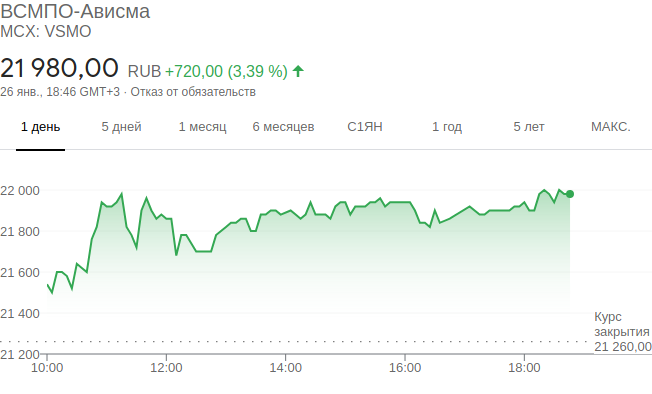 ВСМПО-Ависма
MCX: VSMO
21 980,00 RUB +720,00 (3,39 %)
26 янв., 18:46 GMT+3 · Отказ от обязательств
1 день 5 дней 1 месяц 6 месяцев С1ЯН 1 год 5 лет МАКС.
22 000
21 800
21 600
21 400
Курс
закрытия
21 260,00
21 200
10:00 12:00 14:00 16:00 18:00